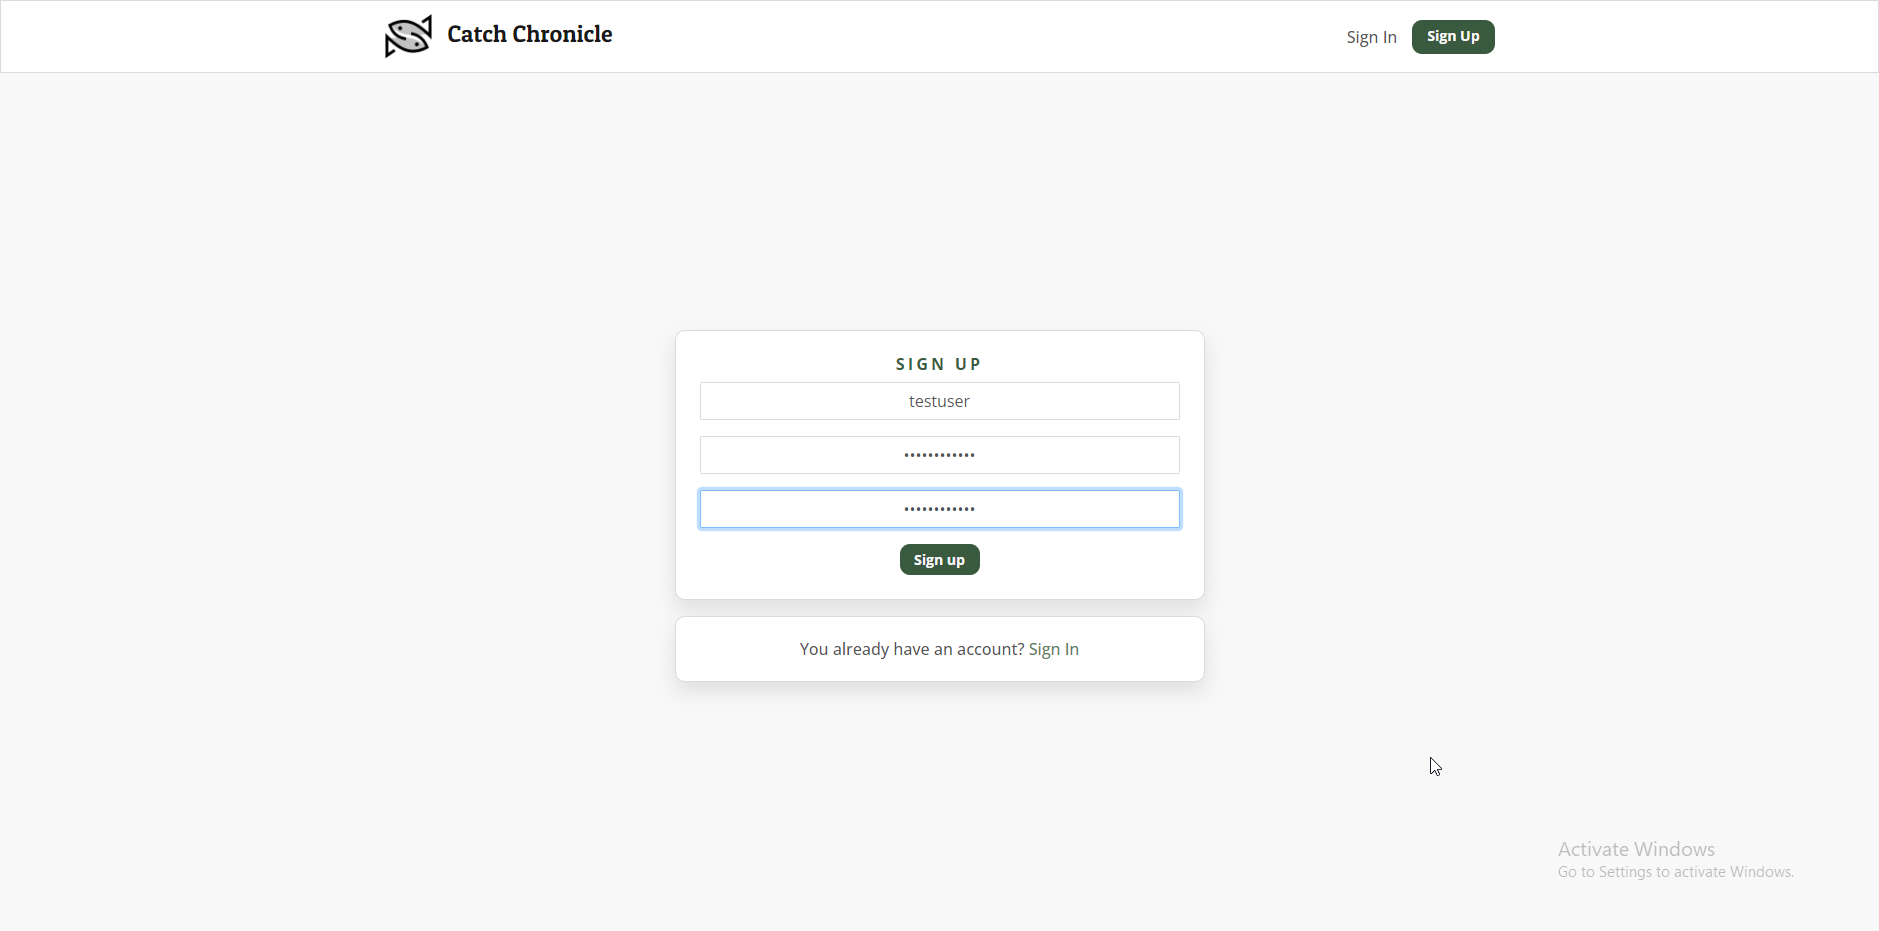 Catch Chronicle
Sign In
Sign Up
SIGN UP
testuser
••••••••••••
••••••••••••
Sign up
You already have an account? Sign In
Activate Windows
Go to Settings to activate Windows.